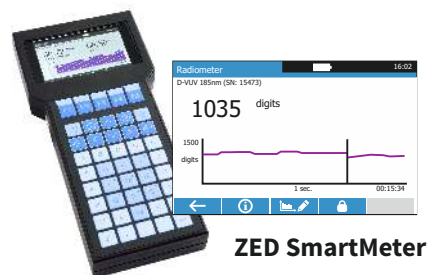 Radiometer 16:02
D-VUV 185nm (SN: 15473)
1035 digits
1500
digits
1 sec. 00:15:34
ZED SmartMeter